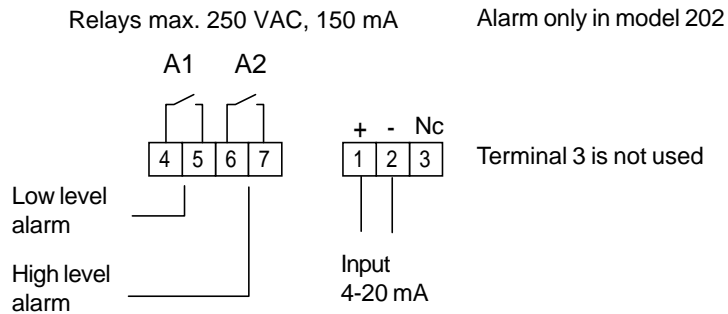 Relays max. 250 VAC, 150 mA
Alarm only in model 202
A1 A2
+ - Nc
4 5 6 7
1 2 3
Terminal 3 is not used
Low level
alarm
High level
alarm
Input
4-20 mA